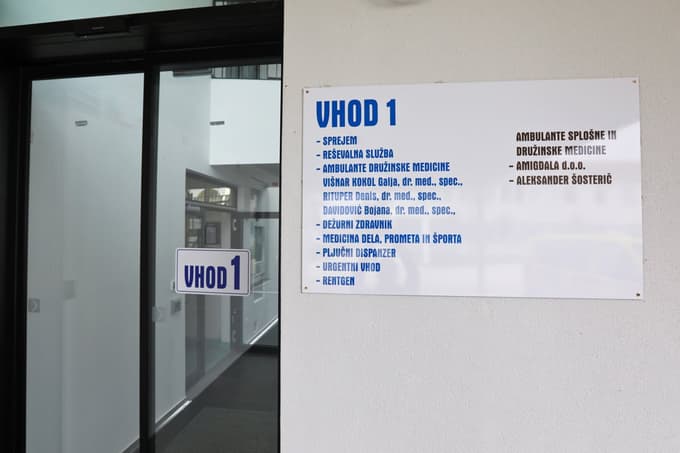 VHOD 1
- SPREJEM
- REŠEVALNA SLUŽBA
- AMBULANTE DRUŽINSKE MEDICINE
VIŠNAR KOKOL Galja, dr. med., spec.,
RITUPER Denis, dr. med., spec.,
DAVIDOVIĆ Bojana, dr. med., spec.,
- DEŽURNI ZDRAVNIK
- MEDICINA DELA, PROMETA IN ŠPORTA
- PLJUČNI DISPANZER
- URGENTNI VHOD
- RENTGEN
AMBULANTE SPLOŠNE IN
DRUŽINSKE MEDICINE
- AMIGDALA d.o.o.
- ALEKSANDER ŠOSTERIČ
VHOD 1